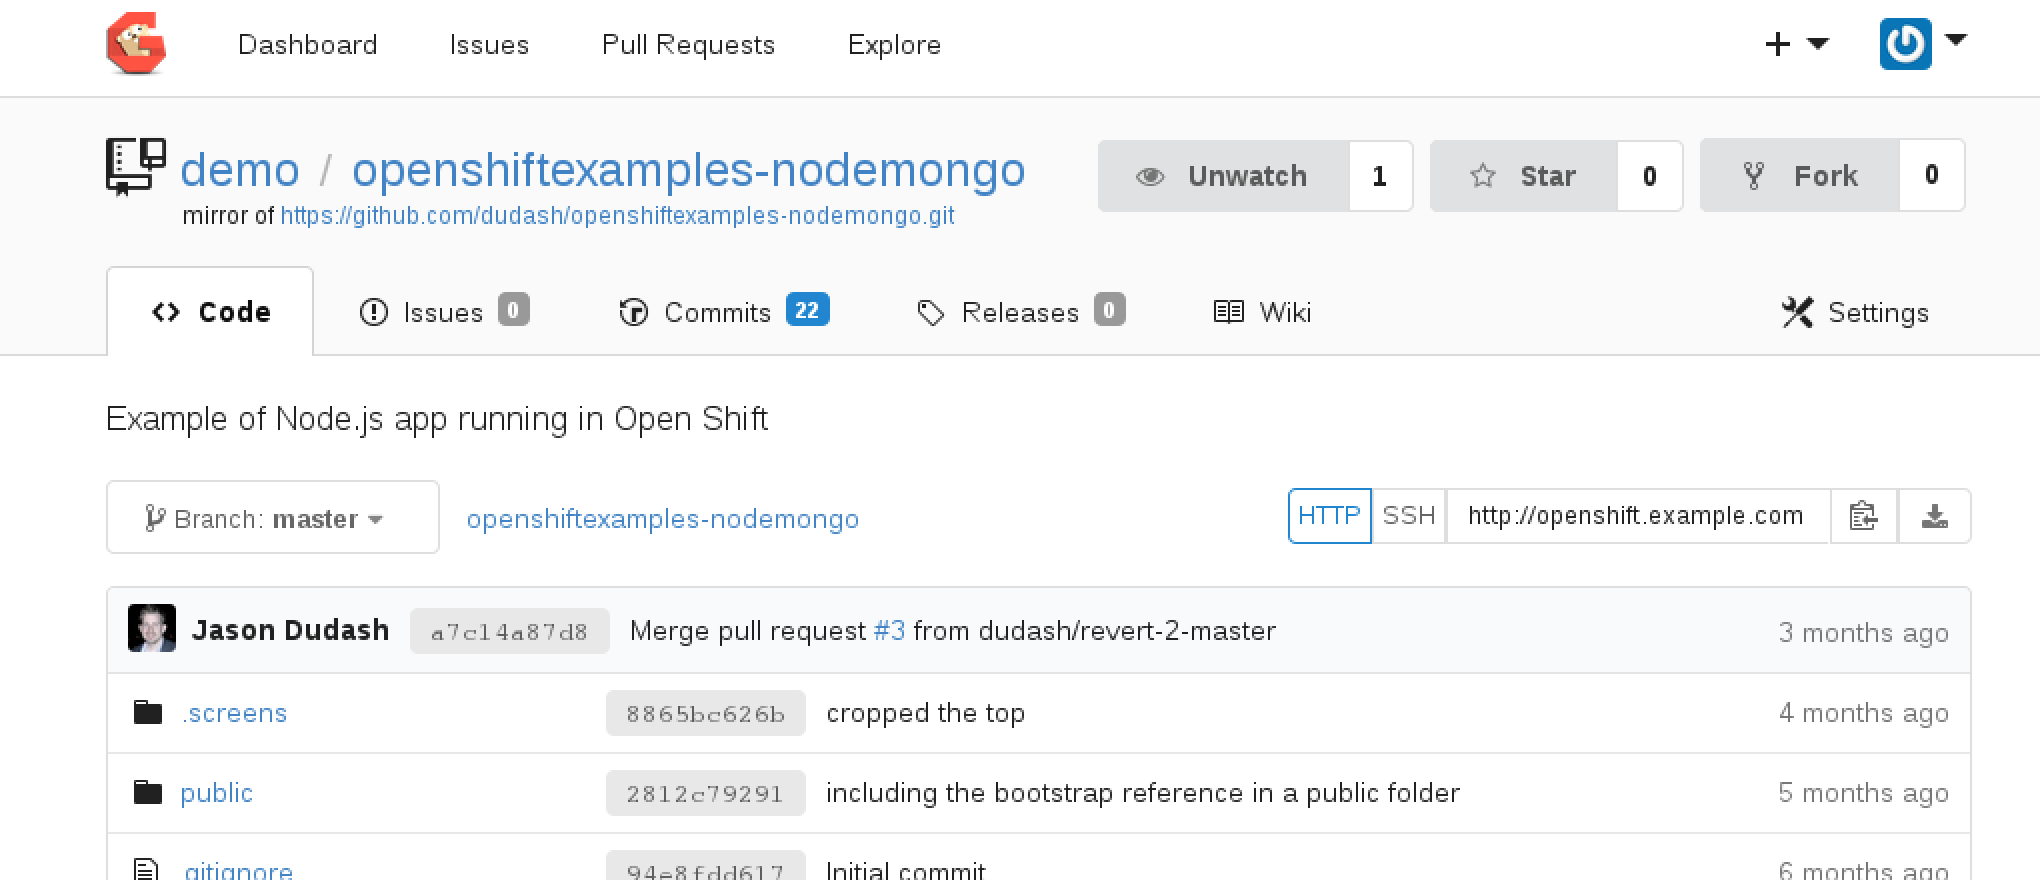 Dashboard Issues Pull Requests Explore
demo / openshiftexamples-nodemongo Unwatch 1 Star 0 Fork 0
mirror of https://github.com/dudash/openshiftexamples-nodemongo.git
Code Issues 0 Commits 22 Releases 0 Wiki Settings
Example of Node.js app running in Open Shift
Branch: master openshiftexamples-nodemongo HTTP SSH http://openshift.example.com
Jason Dudash a7c14a87d8 Merge pull request #3 from dudash/revert-2-master 3 months ago
.screens 8865bc626b cropped the top 4 months ago
public 2812c79291 including the bootstrap reference in a public folder 5 months ago
.gitignore 94e8fdd617 Initial commit 6 months ago